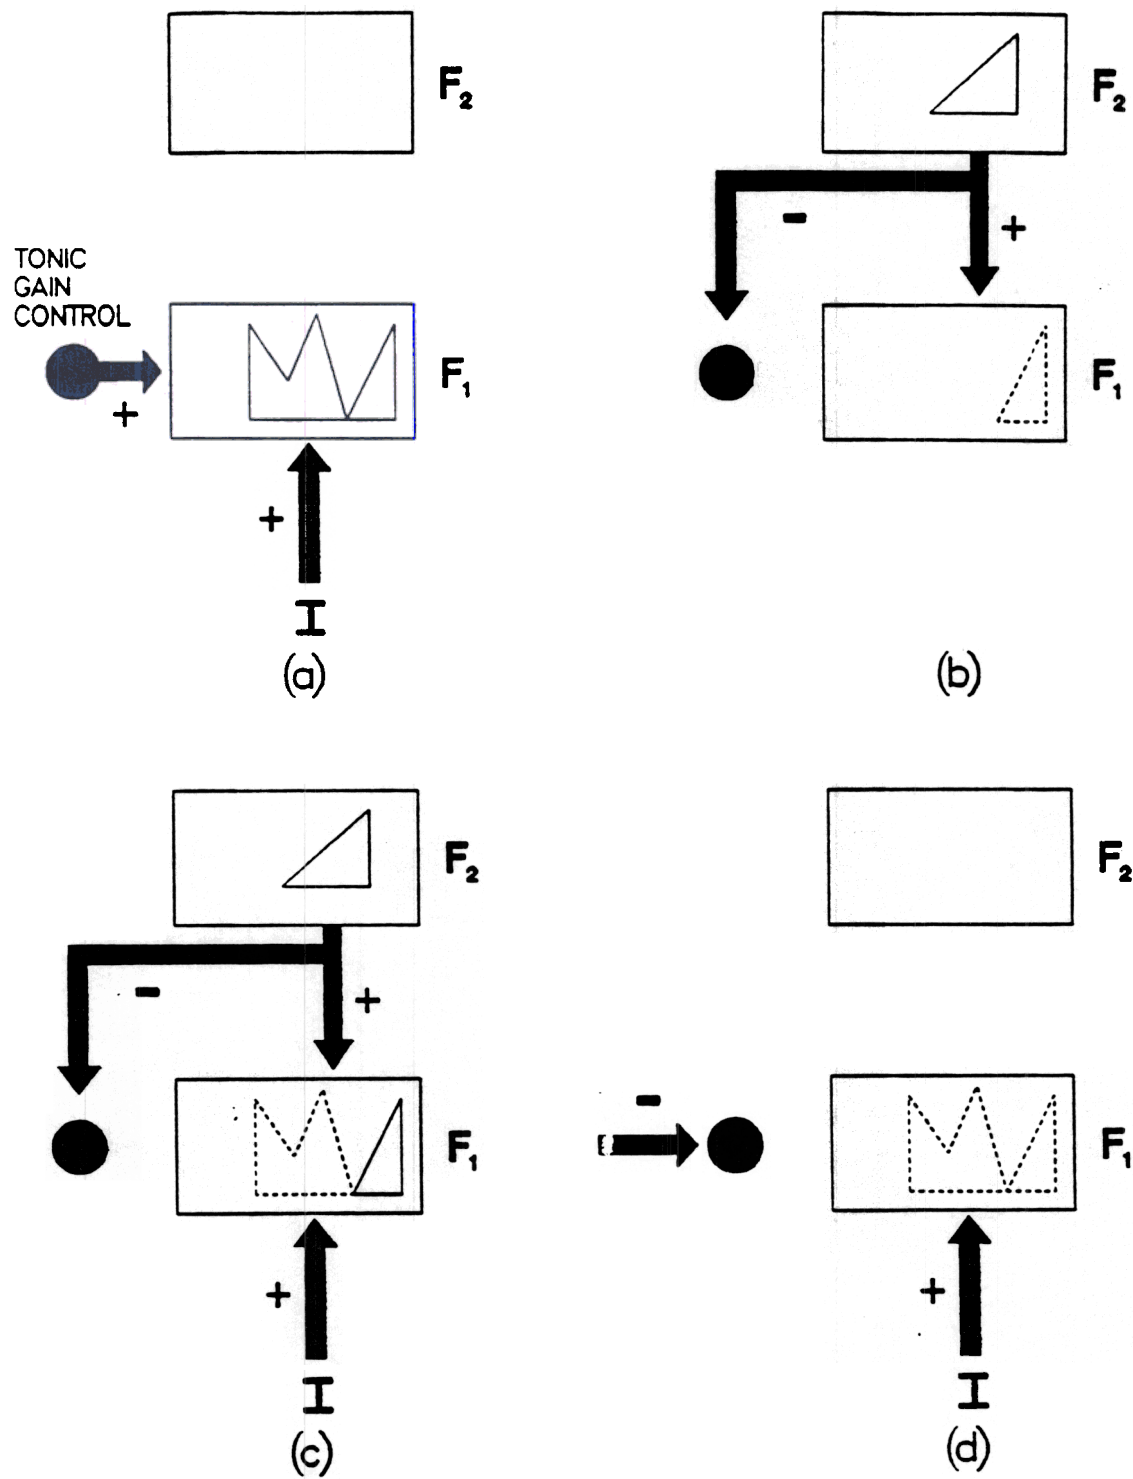 F₂
TONIC
GAIN
CONTROL
+
F₁
+
I
(a)
F₂
-
+
F₁
(b)
F₂
-
+
F₁
+
I
(c)
F₂
-
F₁
+
I
(d)